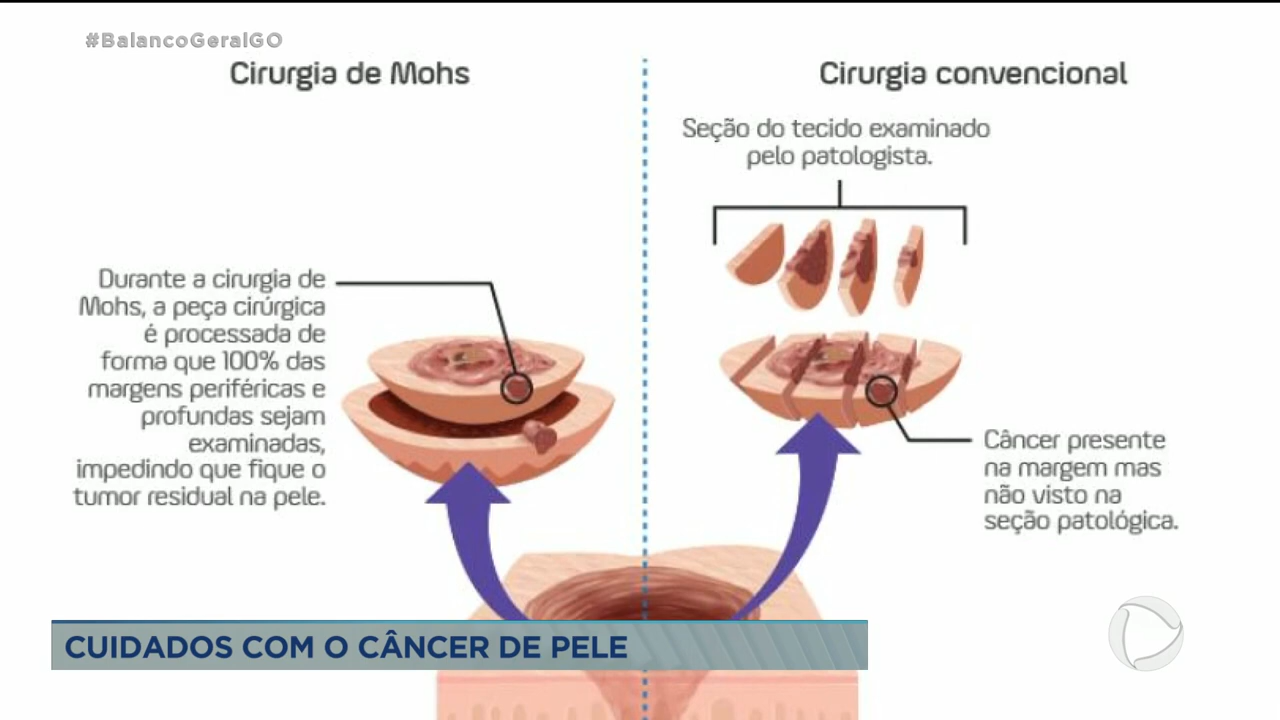 #BalancoGeralGO
Cirurgia de Mohs
Durante a cirurgia de
Mohs, a peça cirúrgica
é processada de
forma que 100% das
margens periféricas e
profundas sejam
examinadas,
impedindo que fique o
tumor residual na pele.
Cirurgia convencional
Seção do tecido examinado
pelo patologista.
Câncer presente
na margem mas
não visto na
seção patológica.
CUIDADOS COM O CÂNCER DE PELE